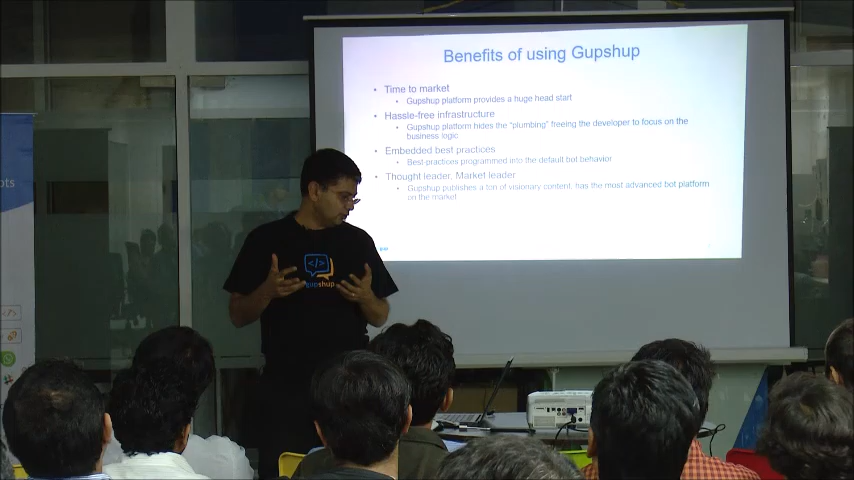 Benefits of using Gupshup
• Time to market
• Gupshup platform provides a huge head start
• Hassle-free infrastructure
• Gupshup platform hides the "plumbing" freeing the developer to focus on the
business logic
• Embedded best practices
• Best-practices programmed into the default bot behavior
• Thought leader, Market leader
• Gupshup publishes a ton of visionary content, has the most advanced bot platform
on the market
</>
gupshup
ots
</>